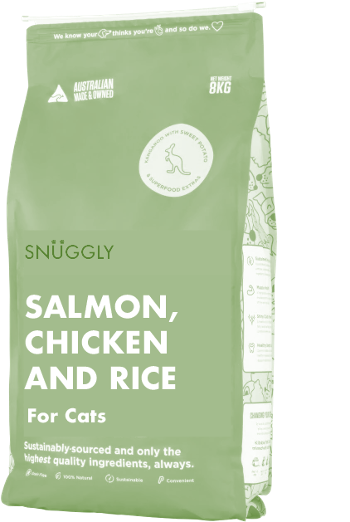 We know your thinks you're and so do we.
AUSTRALIAN
MADE & OWNED
NET WEIGHT
8KG
KANGAROO WITH SWEET POTATO
& SUPERFOOD EXTRAS
SNÜGGLY
SALMON,
CHICKEN
AND RICE
For Cats
Sustainably-sourced and only the
highest quality ingredients, always.
100% Natural
Sustainable
Convenient